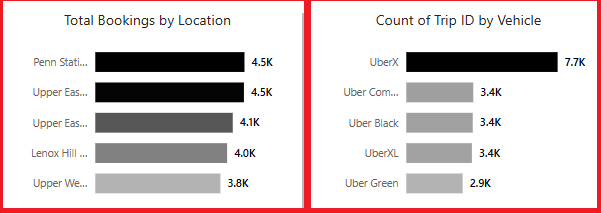 Total Bookings by Location
Penn Stati... 4.5K
Upper Eas... 4.5K
Upper Eas... 4.1K
Lenox Hill ... 4.0K
Upper We... 3.8K
Count of Trip ID by Vehicle
UberX 7.7K
Uber Com... 3.4K
Uber Black 3.4K
UberXL 3.4K
Uber Green 2.9K